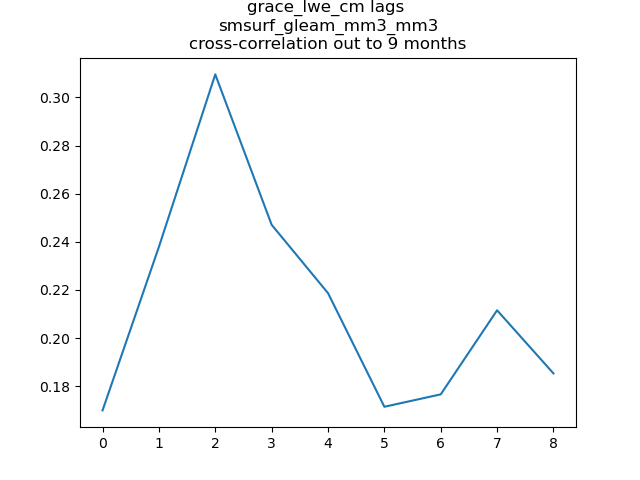 grace_lwe_cm lags
smsurf_gleam_mm3_mm3
cross-correlation out to 9 months
0.30
0.28
0.26
0.24
0.22
0.20
0.18
0 1 2 3 4 5 6 7 8